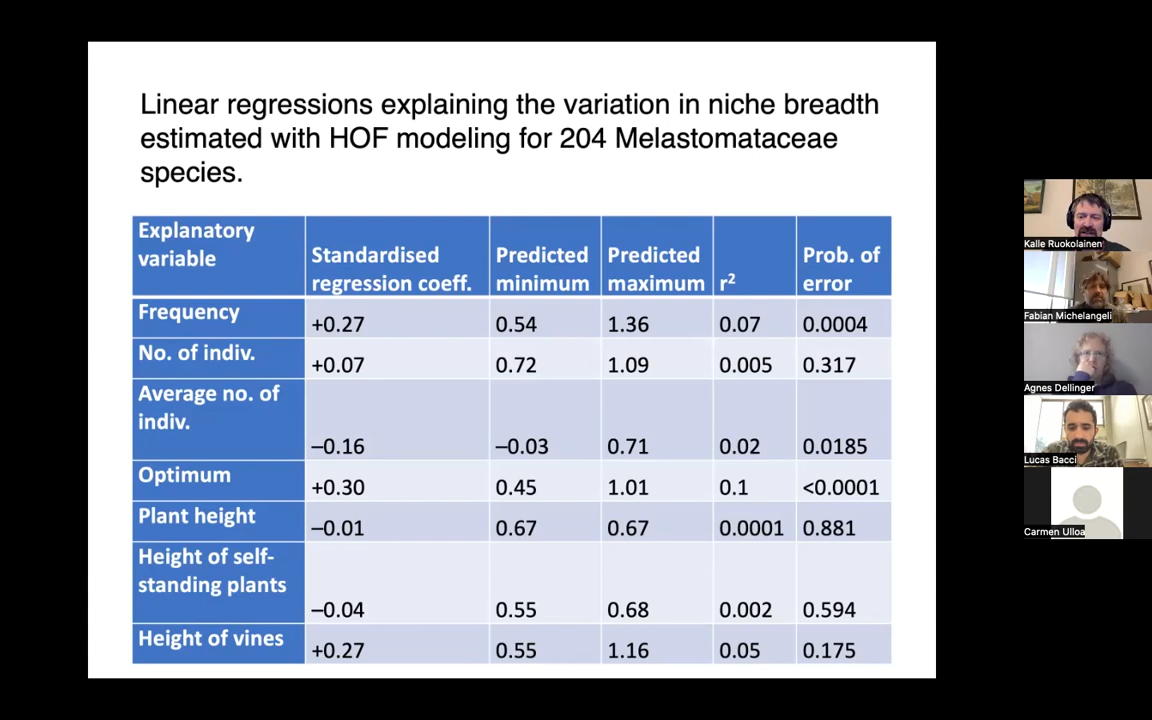 Linear regressions explaining the variation in niche breadth
estimated with HOF modeling for 204 Melastomataceae
species.
Explanatory variable Standardised regression coeff. Predicted minimum Predicted maximum r² Prob. of error
Frequency +0.27 0.54 1.36 0.07 0.0004
No. of indiv. +0.07 0.72 1.09 0.005 0.317
Average no. of indiv. –0.16 –0.03 0.71 0.02 0.0185
Optimum +0.30 0.45 1.01 0.1 <0.0001
Plant height –0.01 0.67 0.67 0.0001 0.881
Height of self-standing plants –0.04 0.55 0.68 0.002 0.594
Height of vines +0.27 0.55 1.16 0.05 0.175
Kalle Ruokolainen
Fabian Michelangeli
Agnes Dellinger
Lucas Bacci
Carmen Ulloa